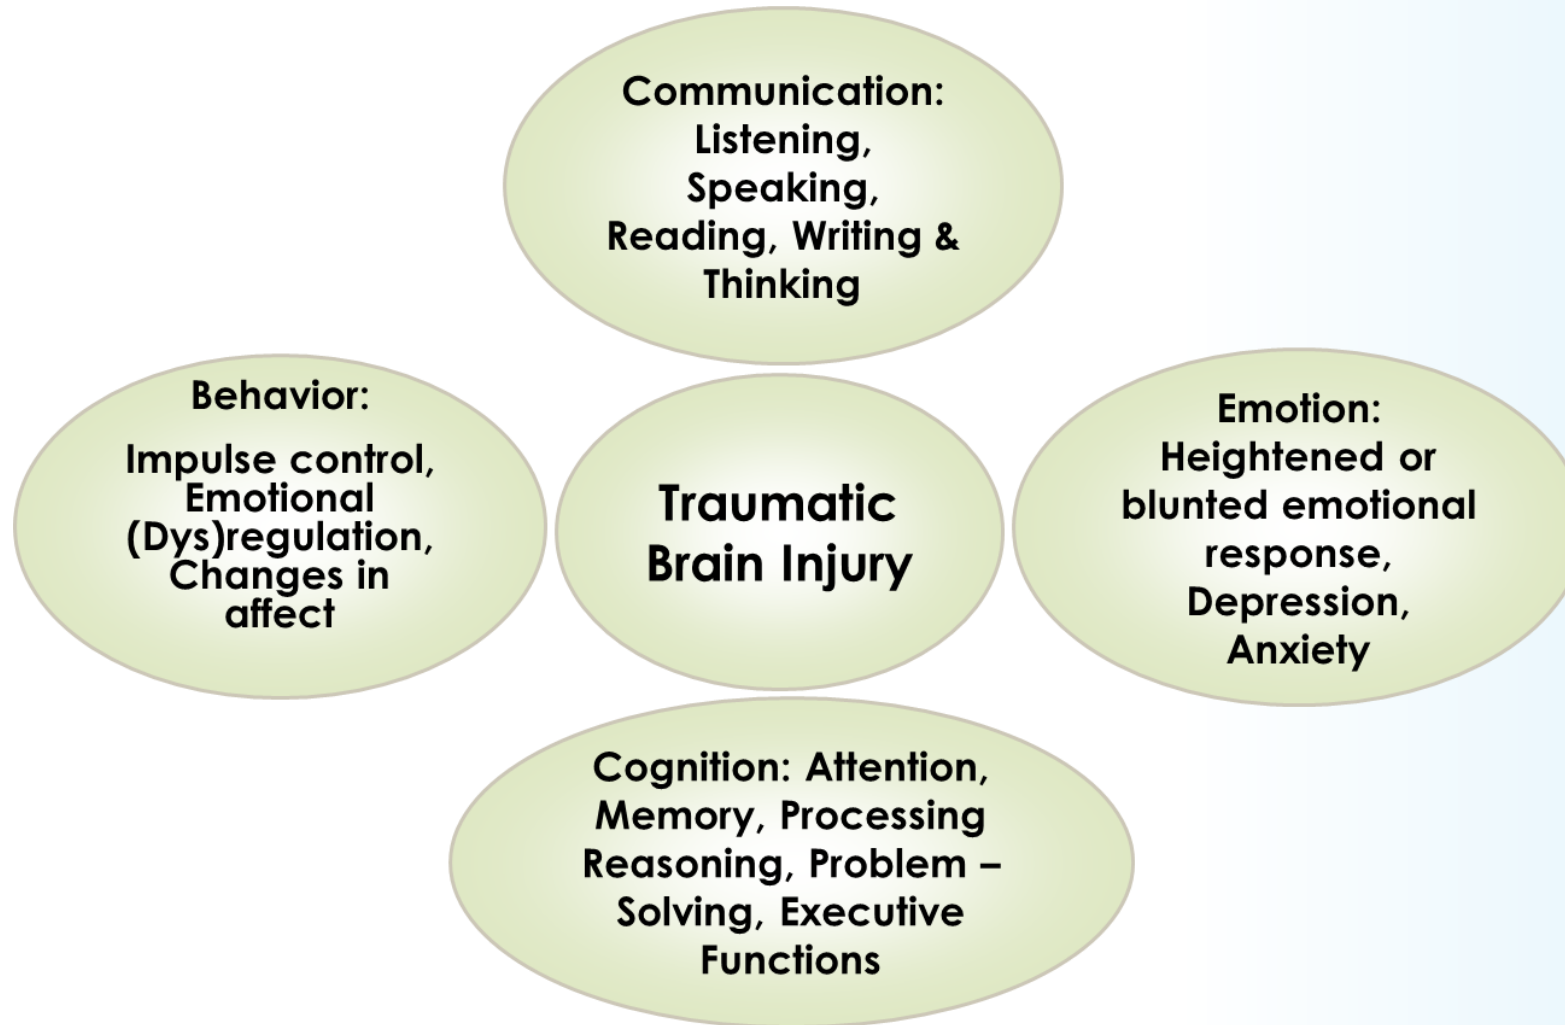 Communication:
Listening,
Speaking,
Reading, Writing &
Thinking
Behavior:
Impulse control,
Emotional
(Dys)regulation,
Changes in
affect
Traumatic
Brain Injury
Emotion:
Heightened or
blunted emotional
response,
Depression,
Anxiety
Cognition: Attention,
Memory, Processing
Reasoning, Problem –
Solving, Executive
Functions